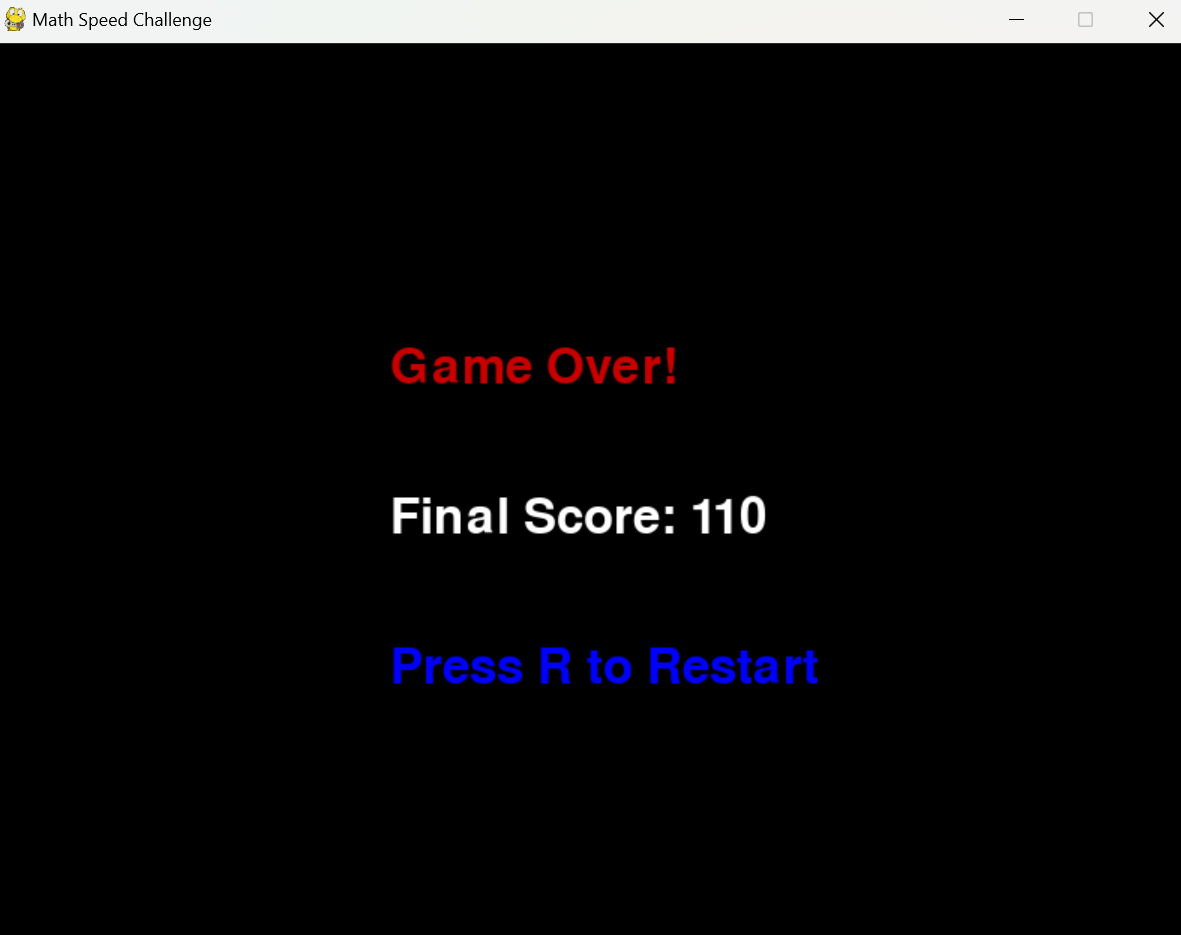 Math Speed Challenge
Game Over!
Final Score: 110
Press R to Restart